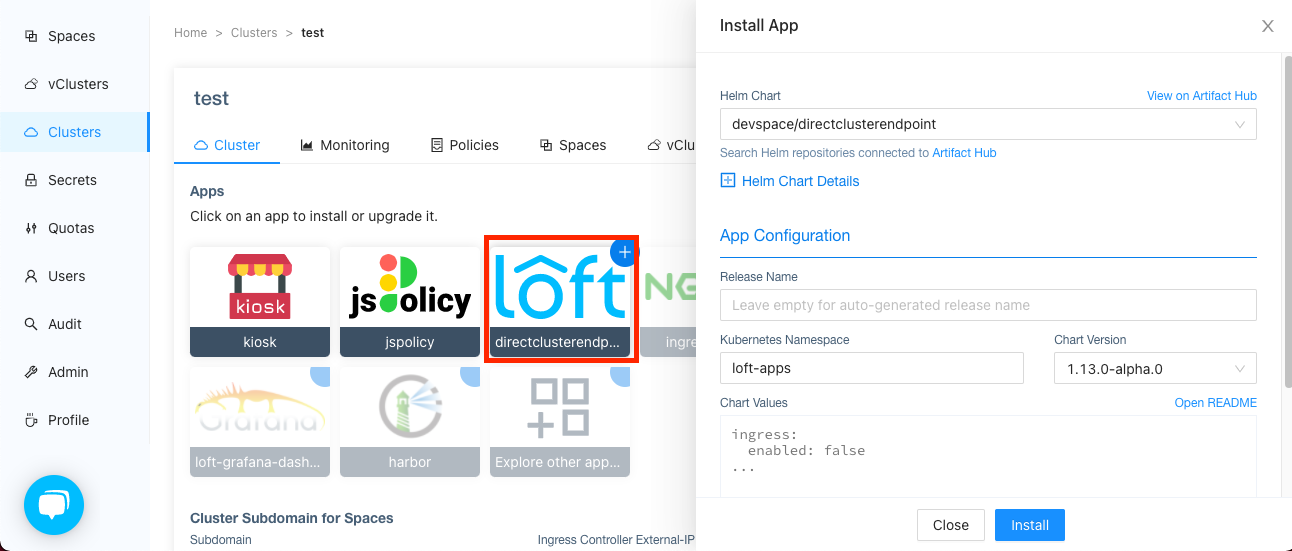 Spaces
vClusters
Clusters
Secrets
Quotas
Users
Audit
Admin
Profile
Home > Clusters > test
test
Cluster
Monitoring
Policies
Spaces
vClu
Apps
Click on an app to install or upgrade it.
kiosk
kiosk
jspolicy
jspolicy
loft
directclusterendp...
NG
ingre
Grafana
loft-grafana-dash...
harbor
Explore other app...
Cluster Subdomain for Spaces
Subdomain
Ingress Controller External-IP
Install App
Helm Chart
View on Artifact Hub
devspace/directclusterendpoint
Search Helm repositories connected to Artifact Hub
Helm Chart Details
App Configuration
Release Name
Leave empty for auto-generated release name
Kubernetes Namespace
Chart Version
loft-apps
1.13.0-alpha.0
Chart Values
Open README
ingress:
enabled: false
...
Close
Install